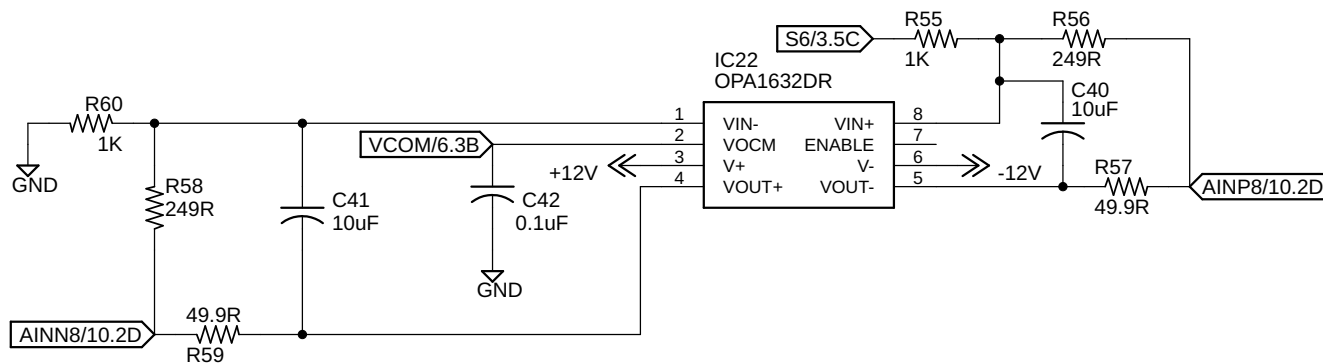 S6/3.5C
R55
1K
R56
249R
IC22
OPA1632DR
C40
10uF
R60
1K
GND
1
2
3
4
VIN-
VOCM
V+
VOUT+
VIN+
ENABLE
V-
VOUT-
8
7
6
5
VCOM/6.3B
+12V
-12V
R57
49.9R
AINP8/10.2D
R58
249R
C41
10uF
C42
0.1uF
GND
AINN8/10.2D
49.9R
R59